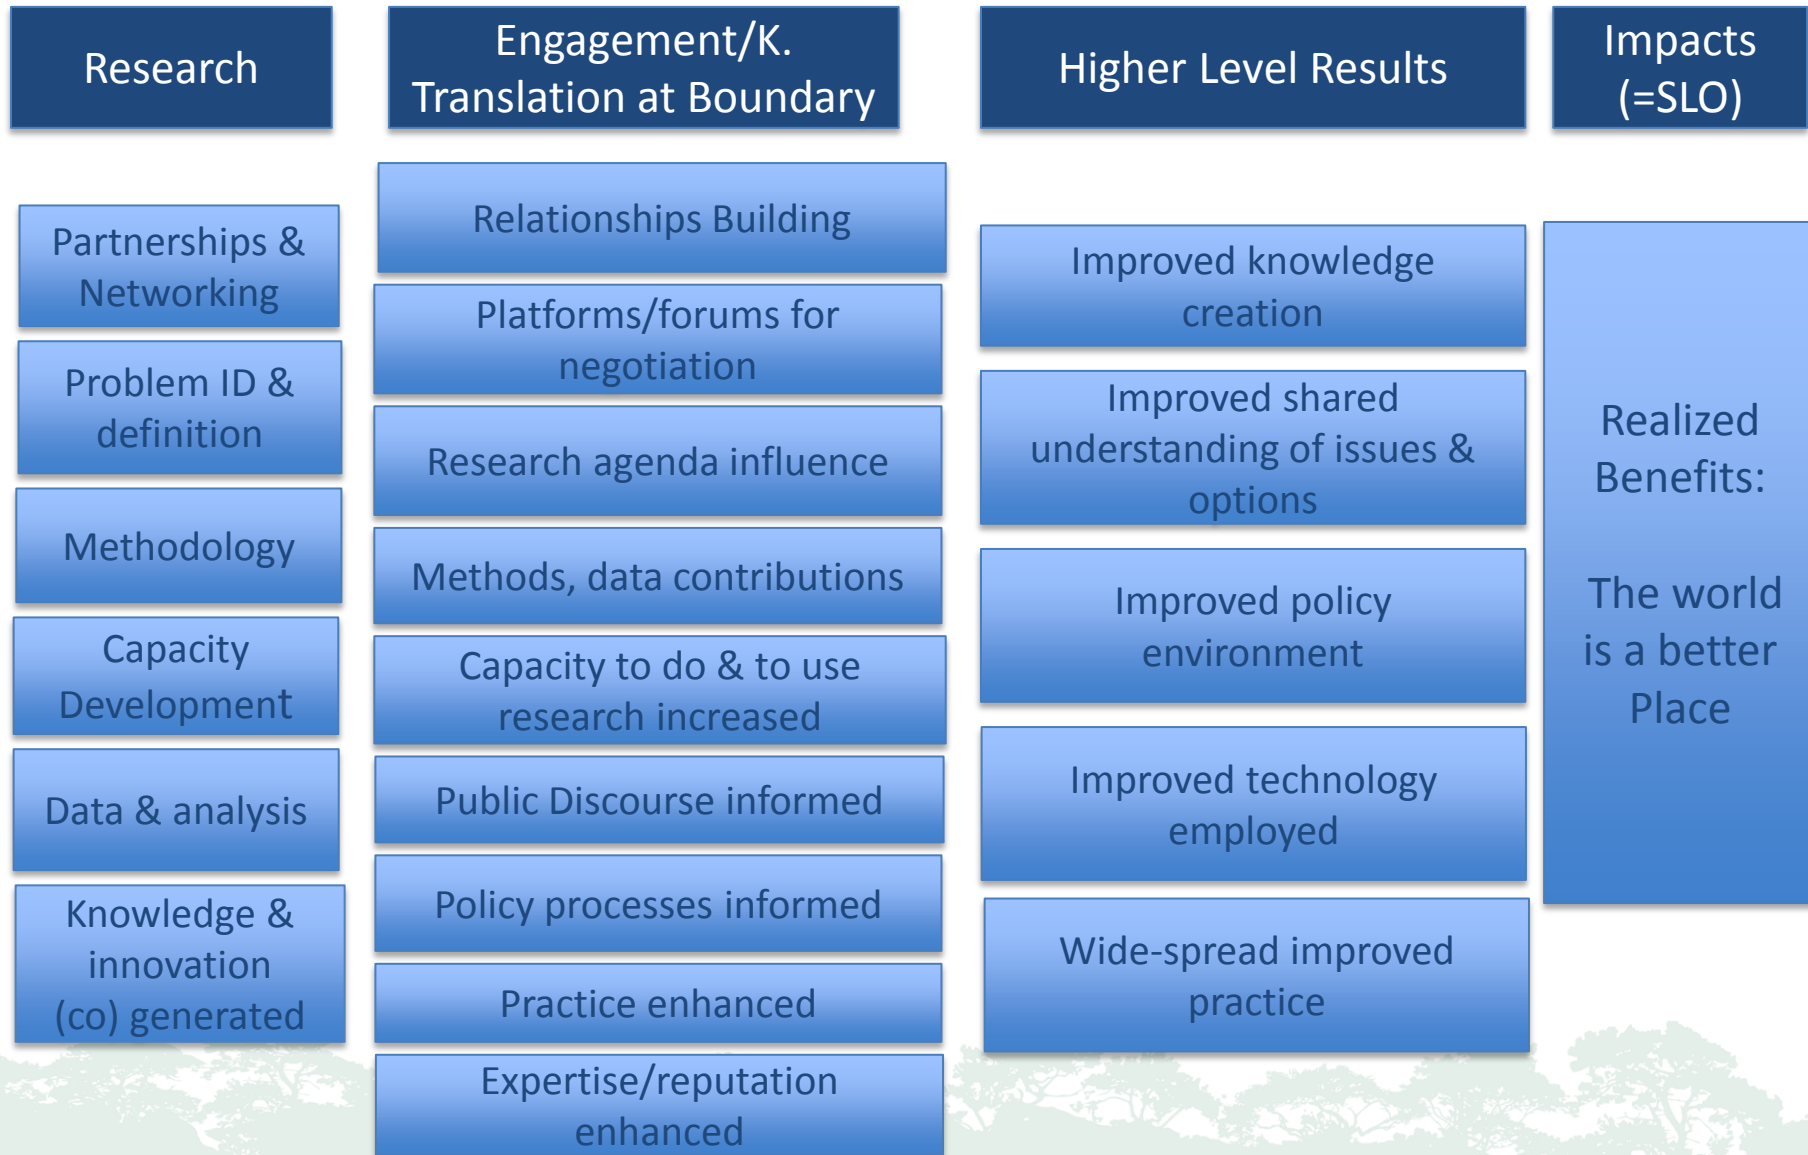 Research
Engagement/K.
Translation at Boundary
Higher Level Results
Impacts
(=SLO)
Partnerships &
Networking
Problem ID &
definition
Methodology
Capacity
Development
Data & analysis
Knowledge &
innovation
(co) generated
Relationships Building
Platforms/forums for
negotiation
Research agenda influence
Methods, data contributions
Capacity to do & to use
research increased
Public Discourse informed
Policy processes informed
Practice enhanced
Expertise/reputation
enhanced
Improved knowledge
creation
Improved shared
understanding of issues &
options
Improved policy
environment
Improved technology
employed
Wide-spread improved
practice
Realized
Benefits:
The world
is a better
Place